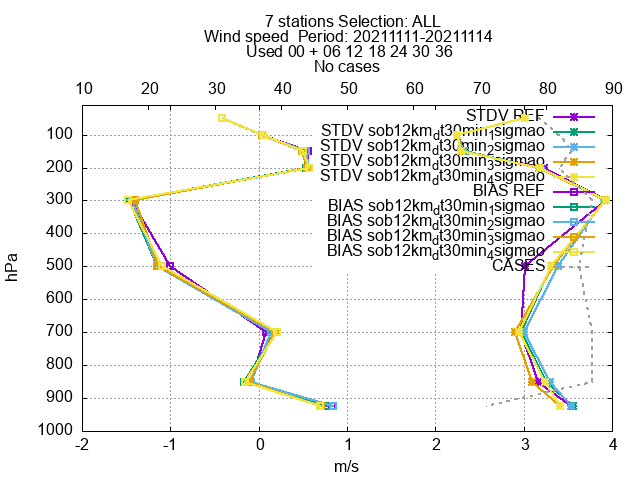 7 stations Selection: ALL
Wind speed  Period: 20211111-20211114
Used 00 + 06 12 18 24 30 36
No cases
10 20 30 40 50 60 70 80 90
STDV REF
STDV sob12km_dt30min_1sigmao
STDV sob12km_dt30min_2sigmao
STDV sob12km_dt30min_3sigmao
STDV sob12km_dt30min_4sigmao
BIAS REF
BIAS sob12km_dt30min_1sigmao
BIAS sob12km_dt30min_2sigmao
BIAS sob12km_dt30min_3sigmao
BIAS sob12km_dt30min_4sigmao
CASES
100
200
300
400
500
600
700
800
900
1000
hPa
-2 -1 0 1 2 3 4
m/s